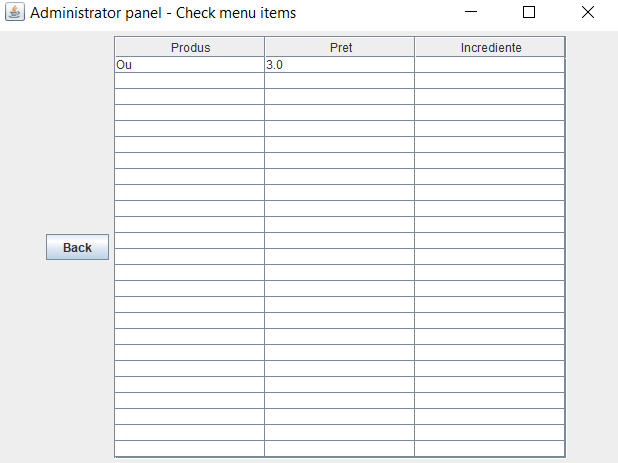 Administrator panel - Check menu items
Produs Pret Incrediente
Ou 3.0
Back